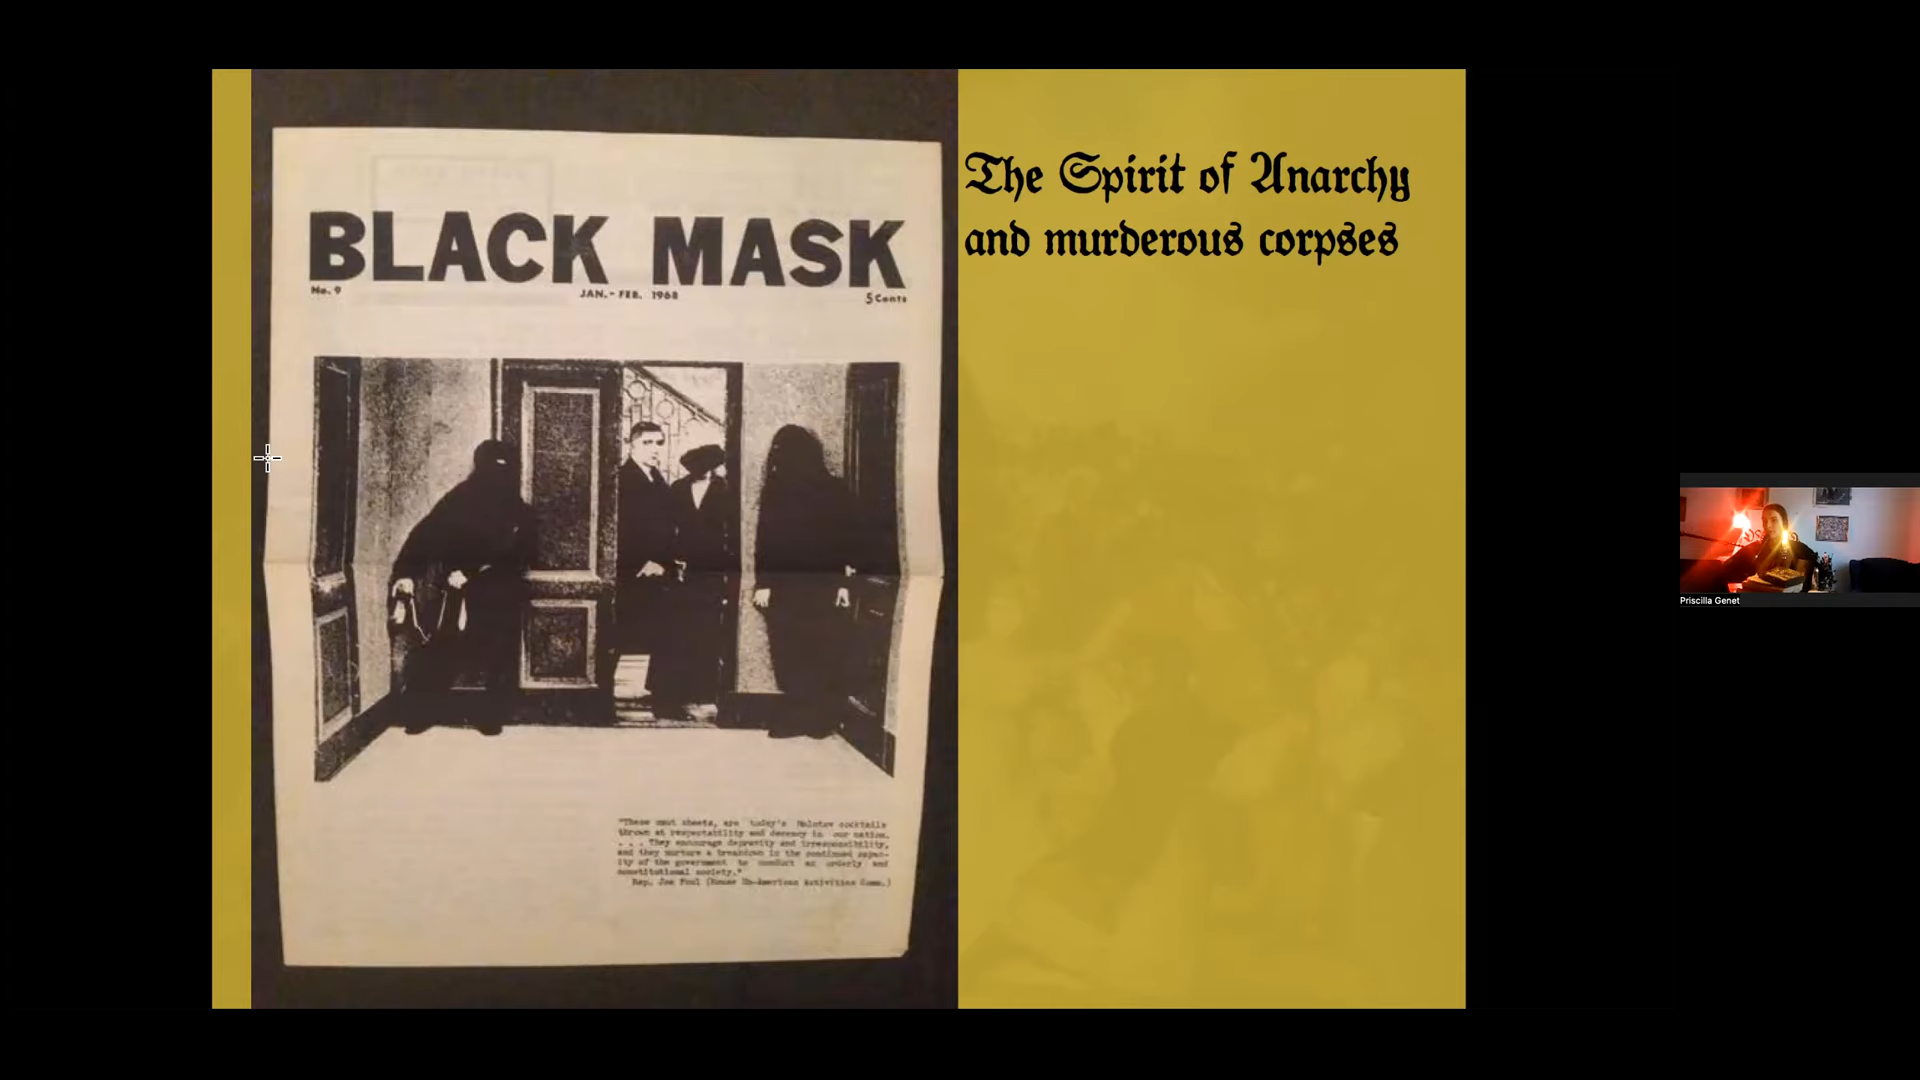 BLACK MASK
No. 9 JAN.-FEB. 1968 5 Cents
The Spirit of Anarchy
and murderous corpses
"These smut sheets, are today's Molotov cocktails
thrown at respectability and decency in our nation.
. . . They encourage depravity and irresponsibility,
and they nurture a breakdown in the continued capac-
ity of the government to conduct an orderly and
constitutional society."
Rep. Joe Pool (House Un-American Activities Comm.)
Priscilla Genet